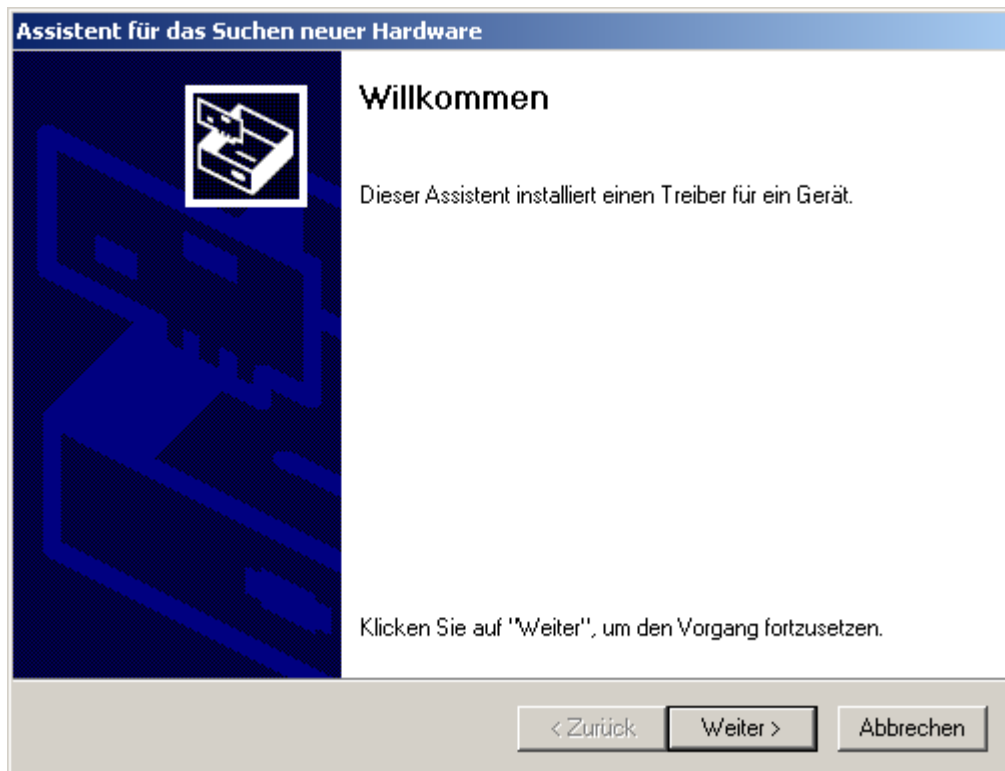 Assistent für das Suchen neuer Hardware
Willkommen
Dieser Assistent installiert einen Treiber für ein Gerät.
Klicken Sie auf "Weiter", um den Vorgang fortzusetzen.
< Zurück
Weiter >
Abbrechen